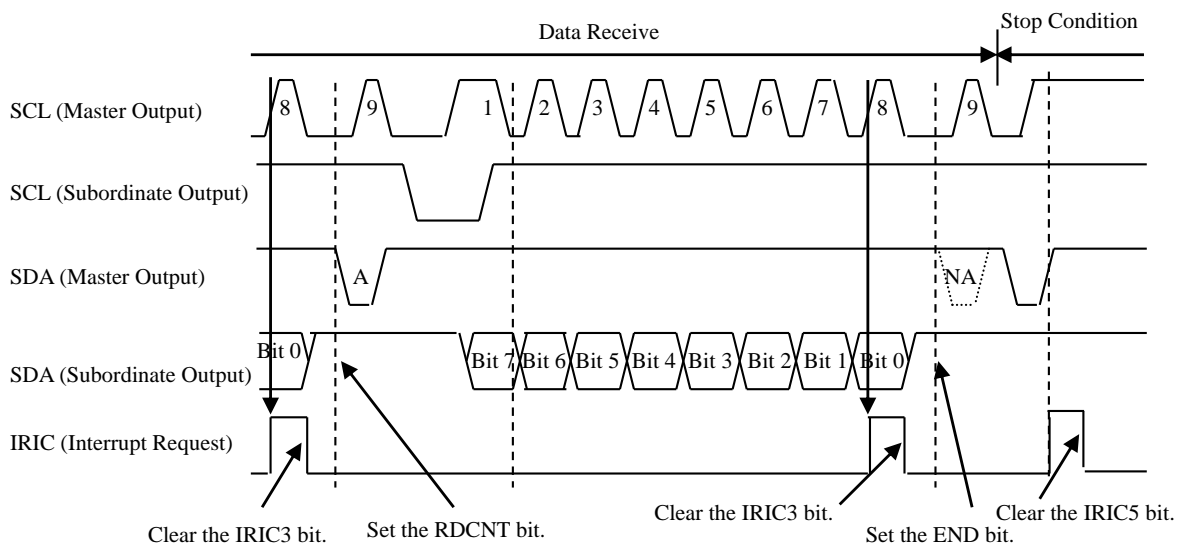 Data Receive
Stop Condition
SCL (Master Output)
8 9 1 2 3 4 5 6 7 8 9
SCL (Subordinate Output)
SDA (Master Output)
A NA
SDA (Subordinate Output)
Bit 0 Bit 7 Bit 6 Bit 5 Bit 4 Bit 3 Bit 2 Bit 1 Bit 0
IRIC (Interrupt Request)
Clear the IRIC3 bit.
Set the RDCNT bit.
Clear the IRIC3 bit.
Set the END bit.
Clear the IRIC5 bit.